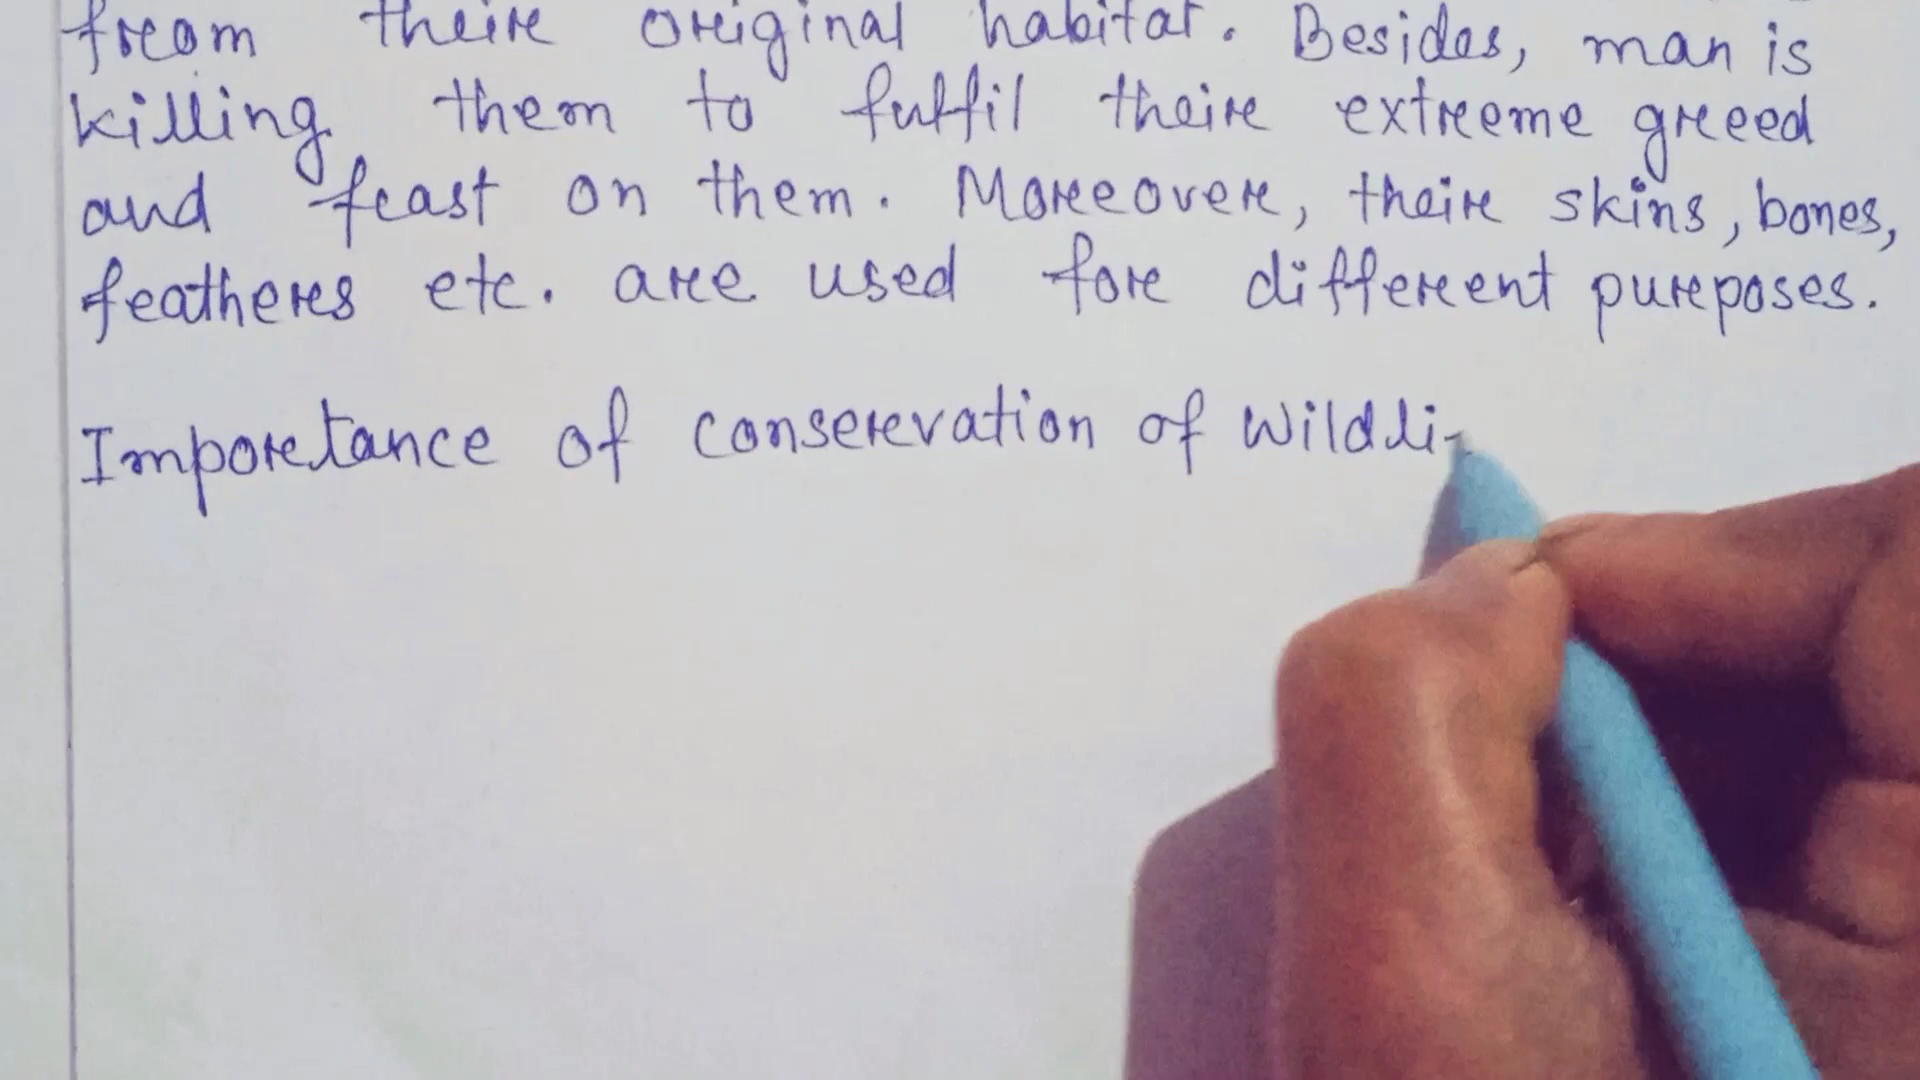 from their original habitat. Besides, man is
killing them to fulfil their extreme greed
and feast on them. Moreover, their skins, bones,
feathers etc. are used for different purposes.
Importance of conservation of Wildli